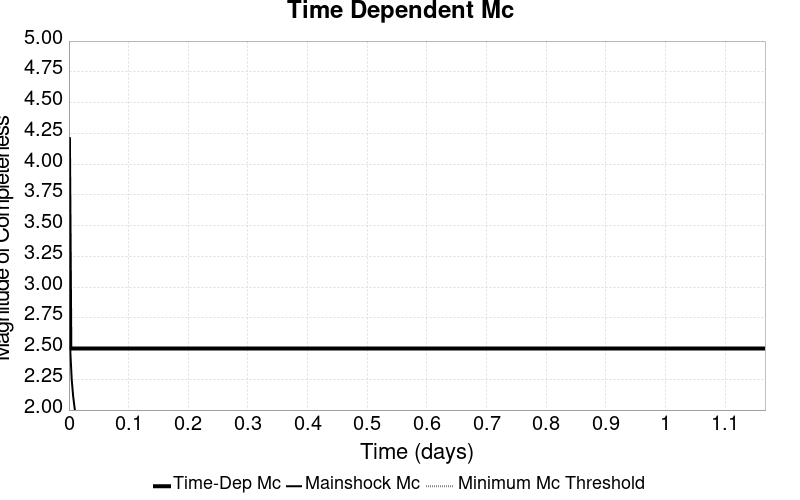 Time Dependent Mc
Magnitude of Completeness
5.00
4.75
4.50
4.25
4.00
3.75
3.50
3.25
3.00
2.75
2.50
2.25
2.00
0 0.1 0.2 0.3 0.4 0.5 0.6 0.7 0.8 0.9 1 1.1
Time (days)
Time-Dep Mc Mainshock Mc Minimum Mc Threshold